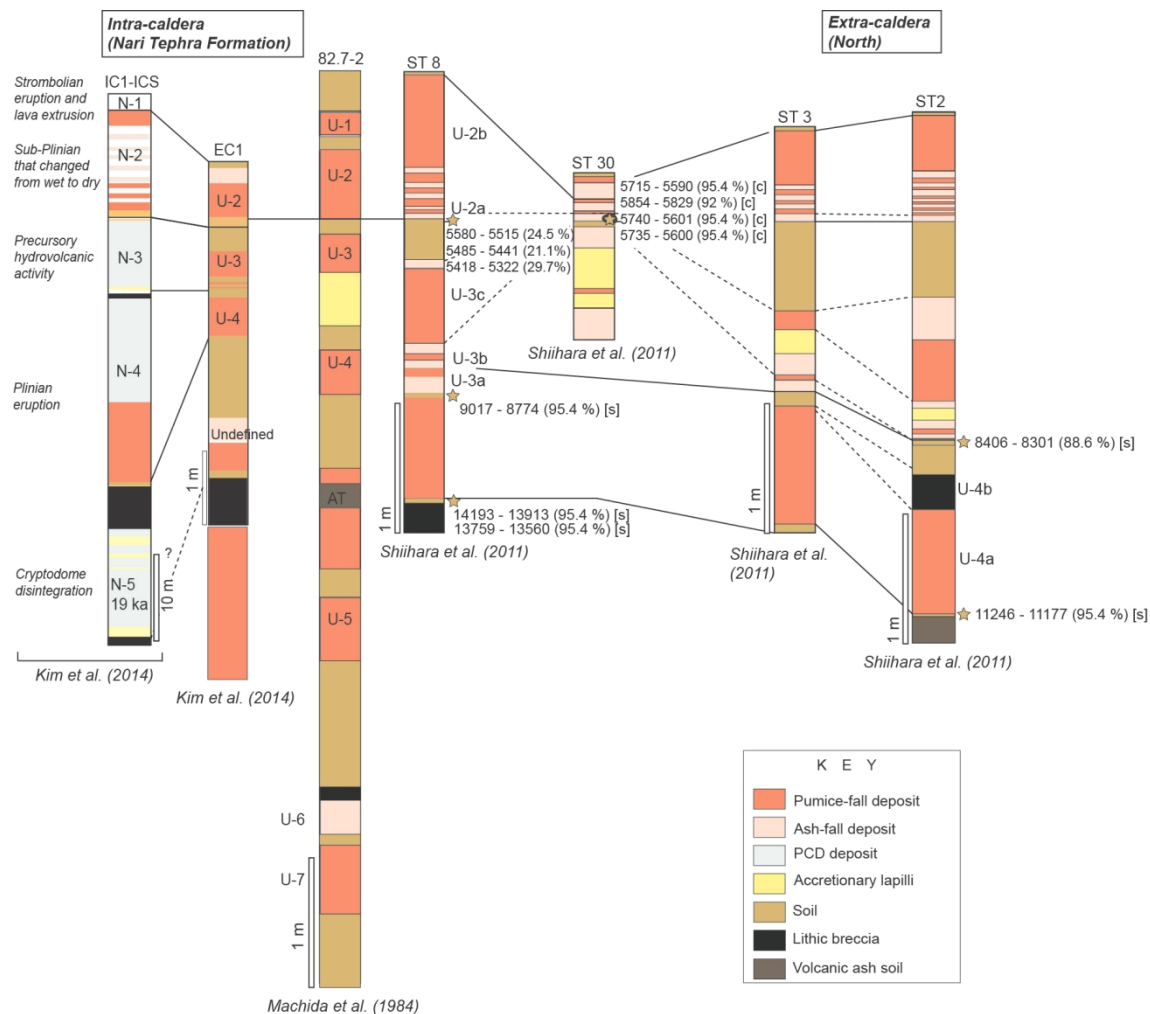 Intra-caldera
(Nari Tephra Formation)
Extra-caldera
(North)
82.7-2
ST 8
IC1-ICS
Strombolian
eruption and
lava extrusion
N-1
U-1
U-2b
ST2
ST 3
Sub-Plinian
that changed
from wet to dry
N-2
EC1
U-2
U-2
ST 30
5715 - 5590 (95.4 %) [c]
5854 - 5829 (92 %) [c]
5740 - 5601 (95.4 %) [c]
5735 - 5600 (95.4 %) [c]
U-2a
5580 - 5515 (24.5 %)
5485 - 5441 (21.1%)
5418 - 5322 (29.7%)
Precursory
hydrovolcanic
activity
N-3
U-3
U-3
U-3c
U-4
Plinian
eruption
N-4
U-4
U-3b
U-3a
Shiihara et al. (2011)
9017 - 8774 (95.4 %) [s]
Undefined
8406 - 8301 (88.6 %) [s]
1 m
AT
1 m
1 m
U-4b
14193 - 13913 (95.4 %) [s]
13759 - 13560 (95.4 %) [s]
Shiihara et al. (2011)
Shiihara et al.
(2011)
U-4a
?
Cryptodome
disintegration
N-5
19 ka
10 m
U-5
1 m
11246 - 11177 (95.4 %) [s]
Kim et al. (2014)
Kim et al. (2014)
Shiihara et al. (2011)
K E Y
Pumice-fall deposit
Ash-fall deposit
PCD deposit
Accretionary lapilli
Soil
Lithic breccia
Volcanic ash soil
U-6
U-7
1 m
Machida et al. (1984)